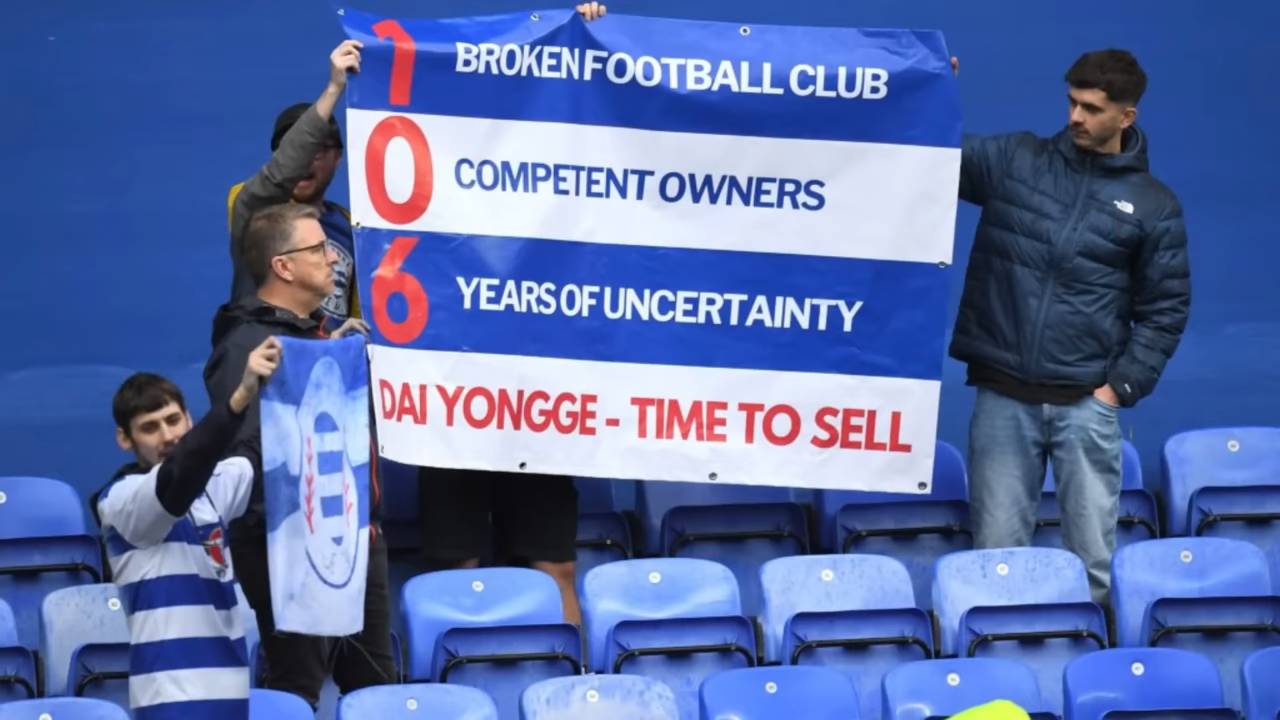 1 BROKEN FOOTBALL CLUB
0 COMPETENT OWNERS
6 YEARS OF UNCERTAINTY
DAI YONGGE - TIME TO SELL